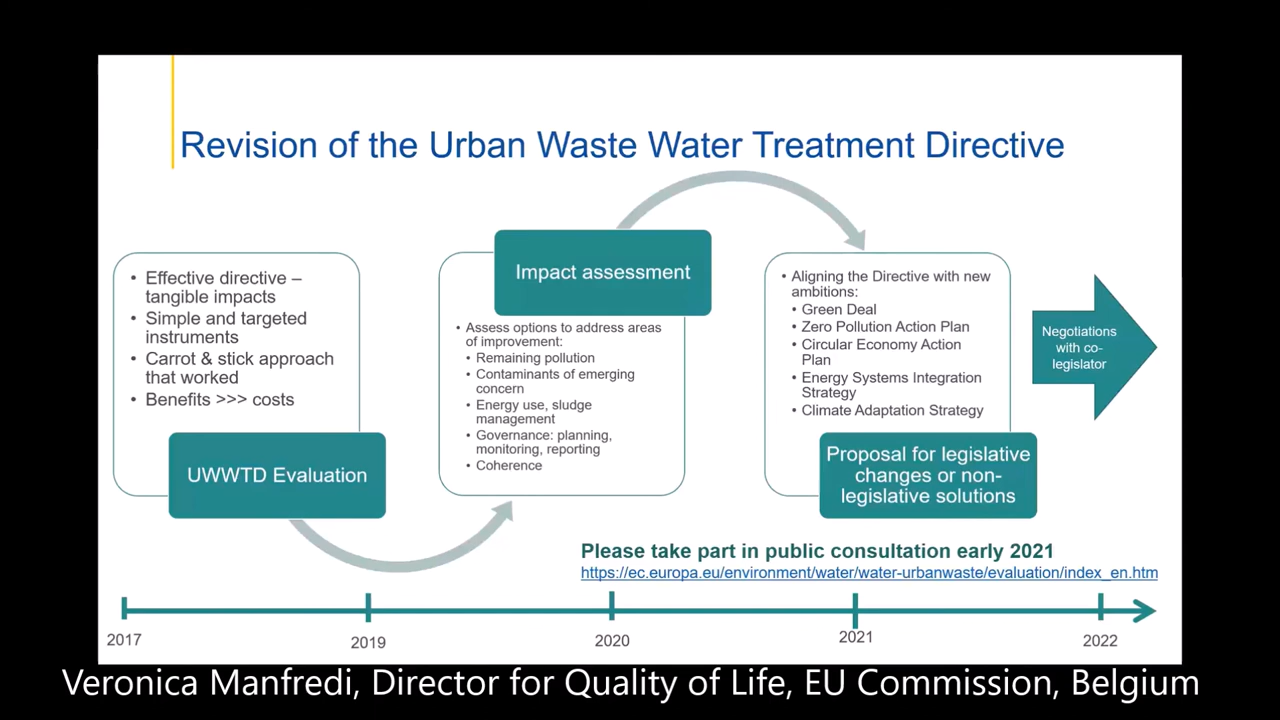 Revision of the Urban Waste Water Treatment Directive
• Effective directive –
tangible impacts
• Simple and targeted
instruments
• Carrot & stick approach
that worked
• Benefits >>> costs
UWWTD Evaluation
Impact assessment
• Assess options to address areas
of improvement:
• Remaining pollution
• Contaminants of emerging
concern
• Energy use, sludge
management
• Governance: planning,
monitoring, reporting
• Coherence
• Aligning the Directive with new
ambitions:
• Green Deal
• Zero Pollution Action Plan
• Circular Economy Action
Plan
• Energy Systems Integration
Strategy
• Climate Adaptation Strategy
Proposal for legislative
changes or non-
legislative solutions
Negotiations
with co-
legislator
Please take part in public consultation early 2021
https://ec.europa.eu/environment/water/water-urbanwaste/evaluation/index_en.htm
2017
2019
2020
2021
2022
Veronica Manfredi, Director for Quality of Life, EU Commission, Belgium